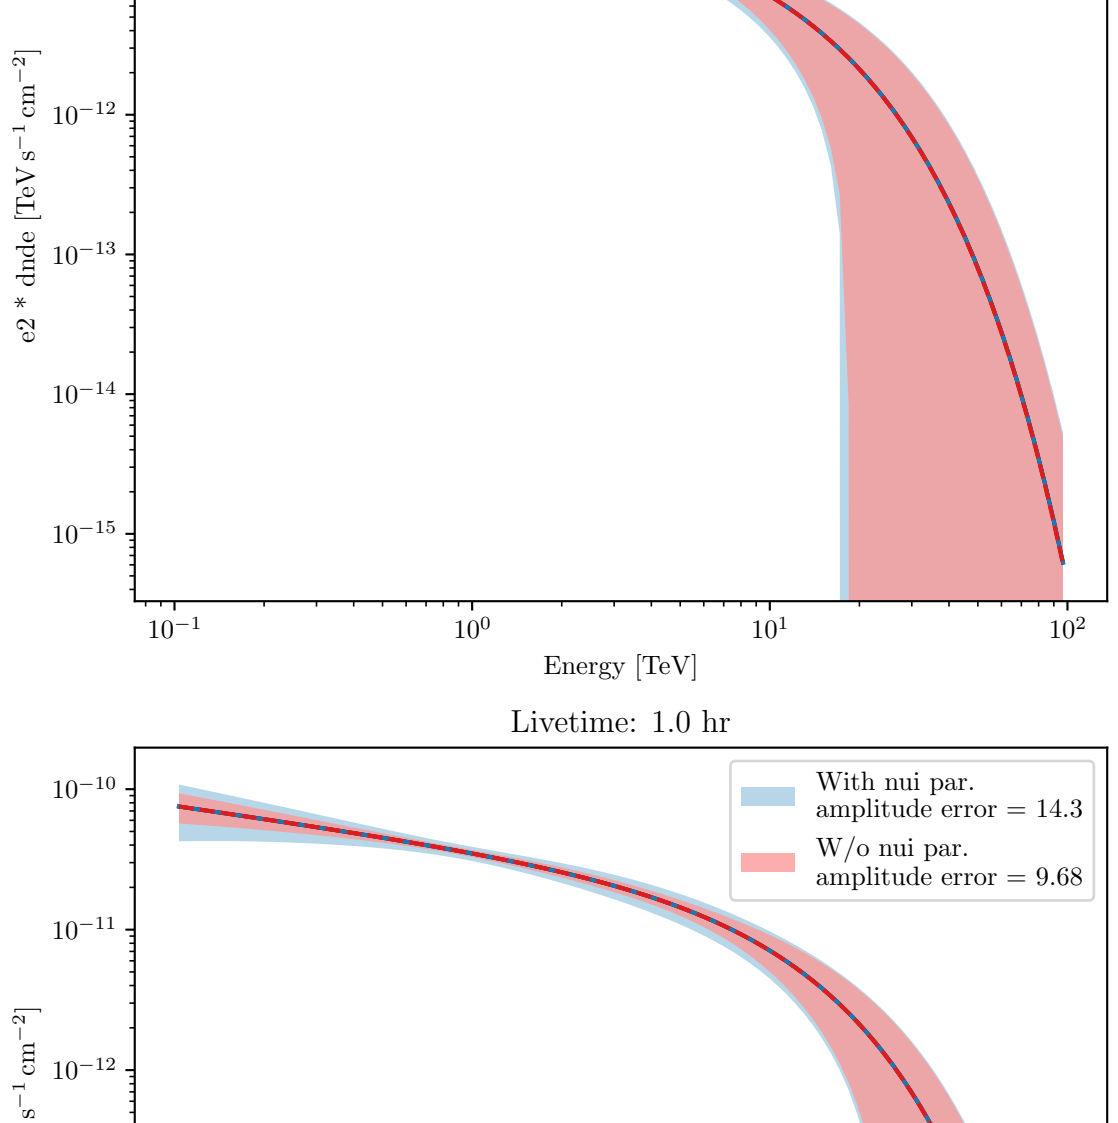 e2 * dnde [TeV s⁻¹ cm⁻²]
10⁻¹²
10⁻¹³
10⁻¹⁴
10⁻¹⁵
10⁻¹ 10⁰ 10¹ 10²
Energy [TeV]
Livetime: 1.0 hr
With nui par.
amplitude error = 14.3
W/o nui par.
amplitude error = 9.68
10⁻¹⁰
10⁻¹¹
10⁻¹²
s⁻¹ cm⁻²]